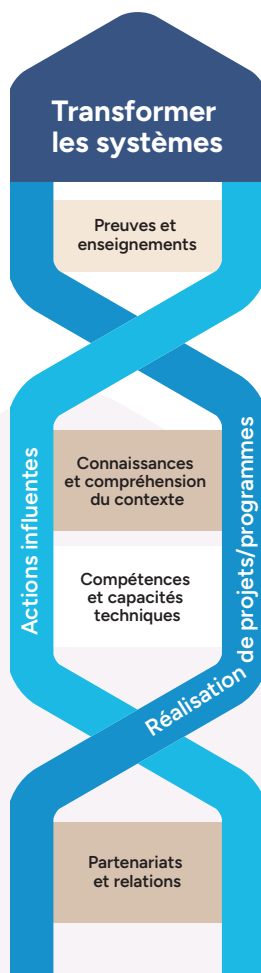 Transformer
les systèmes
Preuves et
enseignements
Actions influentes
Connaissances
et compréhension
du contexte
Compétences
et capacités
techniques
Réalisation de projets/programmes
Partenariats
et relations